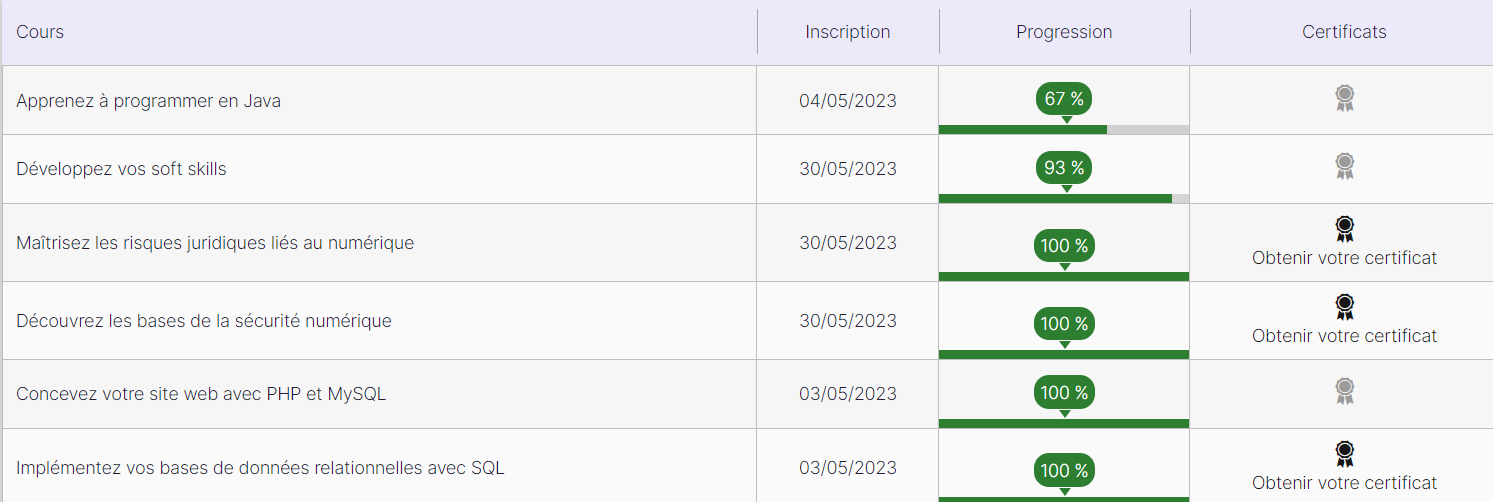 Cours Inscription Progression Certificats
Apprenez à programmer en Java 04/05/2023 67 %
Développez vos soft skills 30/05/2023 93 %
Maîtrisez les risques juridiques liés au numérique 30/05/2023 100 % Obtenir votre certificat
Découvrez les bases de la sécurité numérique 30/05/2023 100 % Obtenir votre certificat
Concevez votre site web avec PHP et MySQL 03/05/2023 100 %
Implémentez vos bases de données relationnelles avec SQL 03/05/2023 100 % Obtenir votre certificat